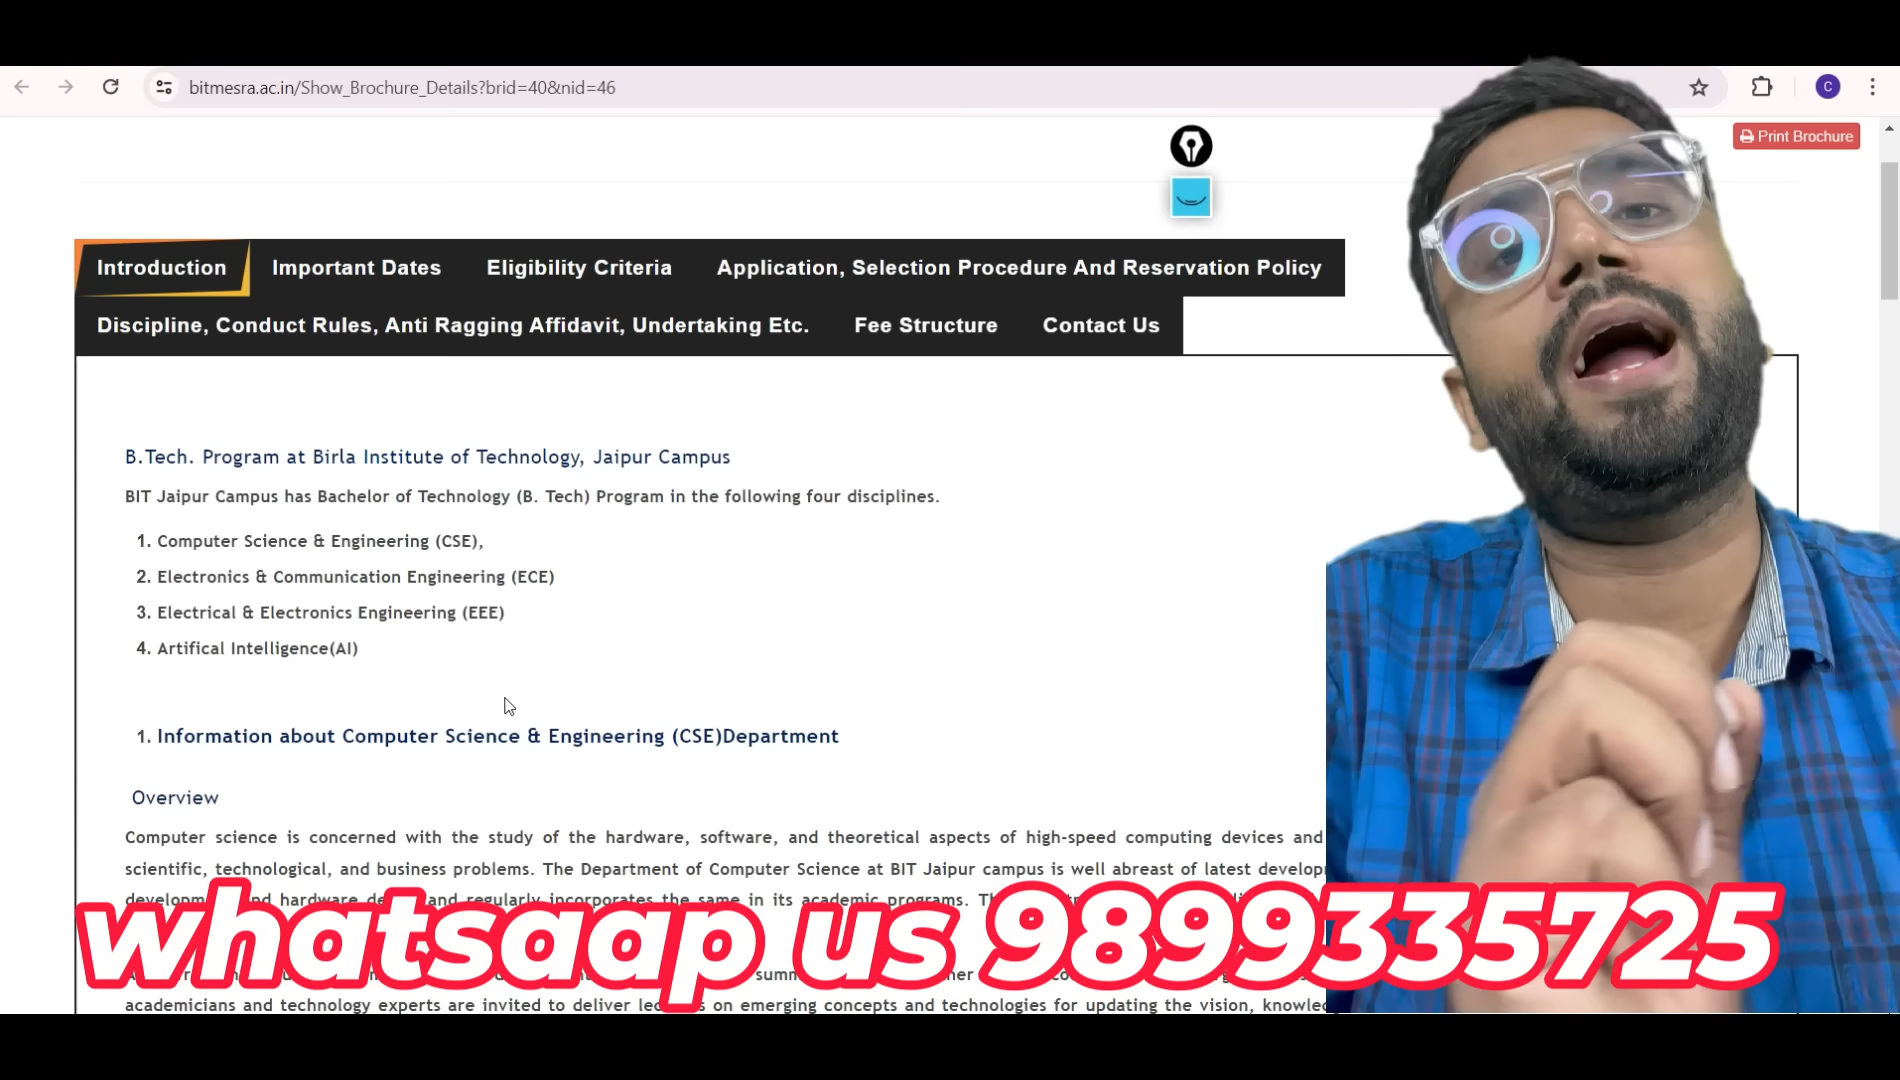 bitmesra.ac.in/Show_Brochure_Details?brid=40&nid=46
C
Print Brochure
Introduction Important Dates Eligibility Criteria Application, Selection Procedure And Reservation Policy
Discipline, Conduct Rules, Anti Ragging Affidavit, Undertaking Etc. Fee Structure Contact Us
B.Tech. Program at Birla Institute of Technology, Jaipur Campus
BIT Jaipur Campus has Bachelor of Technology (B. Tech) Program in the following four disciplines.
1. Computer Science & Engineering (CSE),
2. Electronics & Communication Engineering (ECE)
3. Electrical & Electronics Engineering (EEE)
4. Artifical Intelligence(AI)
1. Information about Computer Science & Engineering (CSE)Department
Overview
Computer science is concerned with the study of the hardware, software, and theoretical aspects of high-speed computing devices and
scientific, technological, and business problems. The Department of Computer Science at BIT Jaipur campus is well abreast of latest
hardware and regularly incorporates the same in its academic programs.
whatsaap us 9899335725
academicians and technology experts are invited to deliver on emerging concepts and technologies for updating the vision,